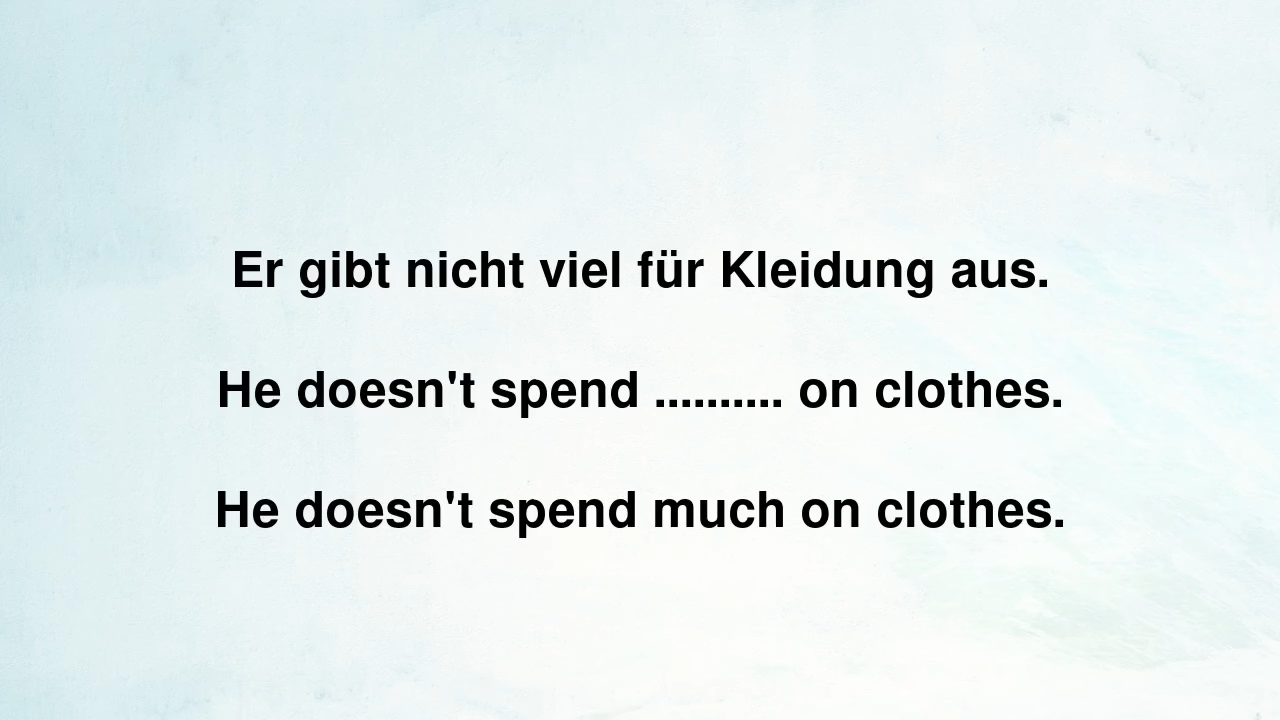 Er gibt nicht viel für Kleidung aus.
He doesn't spend .......... on clothes.
He doesn't spend much on clothes.